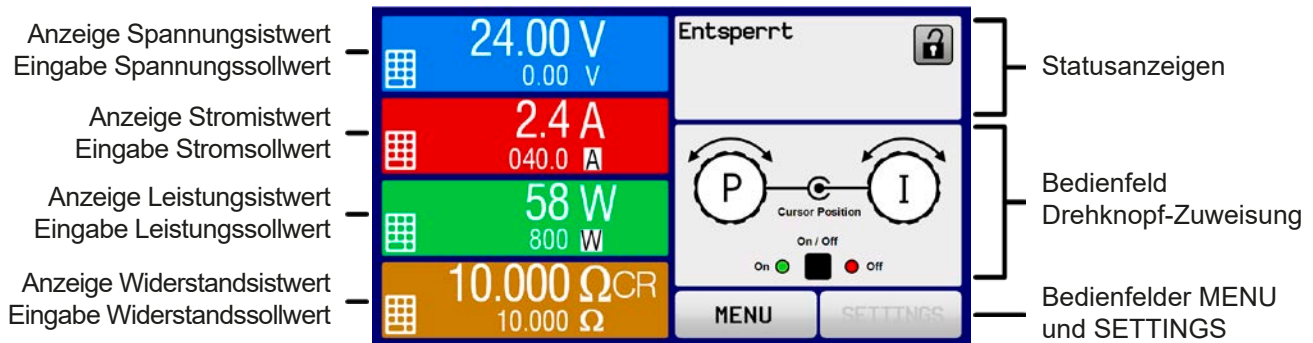 Anzeige Spannungsistwert
Eingabe Spannungssollwert
Anzeige Stromistwert
Eingabe Stromsollwert
Anzeige Leistungsistwert
Eingabe Leistungssollwert
Anzeige Widerstandsistwert
Eingabe Widerstandssollwert
24.00 V
0.00 V
2.4 A
040.0 A
58 W
800 W
10.000 ΩCR
10.000 Ω
Entsperrt
P
I
Cursor Position
On / Off
On
Off
MENU
SETTINGS
Statusanzeigen
Bedienfeld
Drehknopf-Zuweisung
Bedienfelder MENU
und SETTINGS